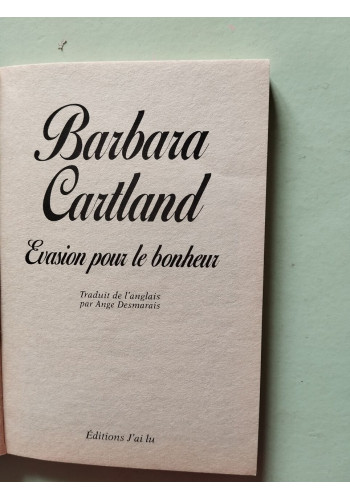 Barbara
Cartland
Evasion pour le bonheur
Traduit de l'anglais
par Ange Desmarais
Éditions J'ai lu